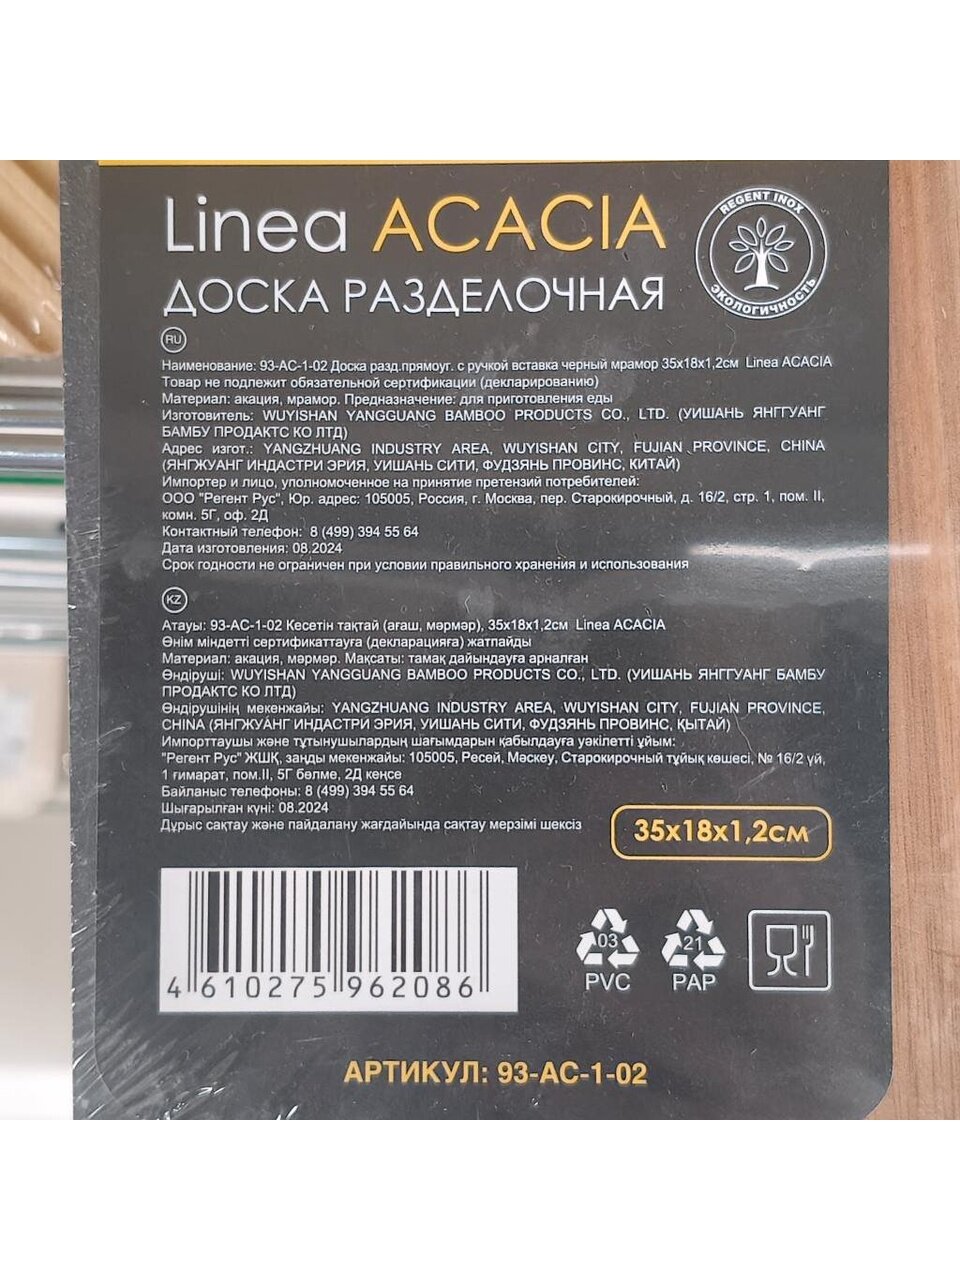 Linea ACACIA
REGENT INOX
ЭКОЛОГИЧНОСТЬ
ДОСКА РАЗДЕЛОЧНАЯ
RU
Наименование: 93-AC-1-02 Доска разд.прямоуг. с ручкой вставка черный мрамор 35х18х1,2см Linea ACACIA
Товар не подлежит обязательной сертификации (декларированию)
Материал: акация, мрамор. Предназначение: для приготовления еды
Изготовитель: WUYISHAN YANGGUANG BAMBOO PRODUCTS CO., LTD. (УИШАНЬ ЯНГГУАНГ
БАМБУ ПРОДАКТС КО ЛТД)
Адрес изгот.: YANGZHUANG INDUSTRY AREA, WUYISHAN CITY, FUJIAN PROVINCE, CHINA
(ЯНГЖУАНГ ИНДАСТРИ ЭРИЯ, УИШАНЬ СИТИ, ФУДЗЯНЬ ПРОВИНС, КИТАЙ)
Импортер и лицо, уполномоченное на принятие претензий потребителей:
ООО "Регент Рус", Юр. адрес: 105005, Россия, г. Москва, пер. Старокирочный, д. 16/2, стр. 1, пом. II,
комн. 5Г, оф. 2Д
Контактный телефон: 8 (499) 394 55 64
Дата изготовления: 08.2024
Срок годности не ограничен при условии правильного хранения и использования
KZ
Атауы: 93-AC-1-02 Кесетін тақтай (ағаш, мәрмәр), 35х18х1,2см Linea ACACIA
Өнім міндетті сертификаттауға (декларацияға) жатпайды
Материал: акация, мәрмер. Мақсаты: тамақ дайындауға арналған
Өндіруші: WUYISHAN YANGGUANG BAMBOO PRODUCTS CO., LTD. (УИШАНЬ ЯНГГУАНГ БАМБУ
ПРОДАКТС КО ЛТД)
Өндірушінің мекенжайы: YANGZHUANG INDUSTRY AREA, WUYISHAN CITY, FUJIAN PROVINCE,
CHINA (ЯНГЖУАНГ ИНДАСТРИ ЭРИЯ, УИШАНЬ СИТИ, ФУДЗЯНЬ ПРОВИНС, ҚЫТАЙ)
Импорттаушы және тұтынушылардың шағымдарын қабылдауға уәкілетті ұйым:
"Регент Рус" ЖШҚ, заңды мекенжайы: 105005, Ресей, Мәскеу, Старокирочный тұйық көшесі, № 16/2 үй,
1 ғимарат, пом.II, 5Г бөлме, 2Д кеңсе
Байланыс телефоны: 8 (499) 394 55 64
Шығарылған күні: 08.2024
Дұрыс сақтау және пайдалану жағдайында сақтау мерзімі шексіз
35х18х1,2см
4 610275 962086
03
PVC
21
PAP
АРТИКУЛ: 93-AC-1-02